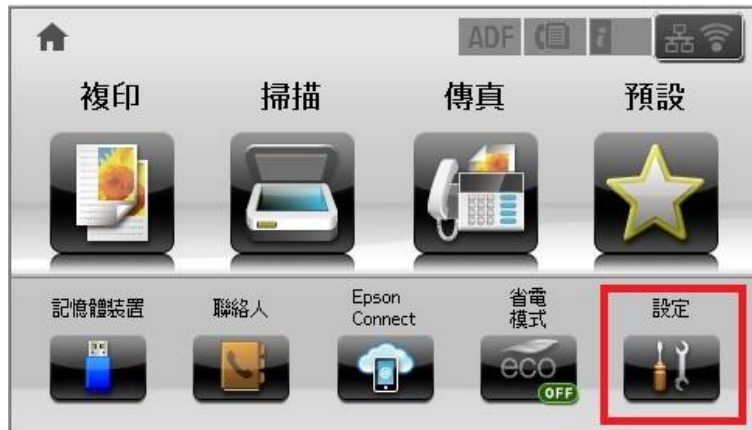 ADF
複印
掃描
傳真
預設
記憶體裝置
聯絡人
Epson
Connect
省電
模式
設定
eco
OFF